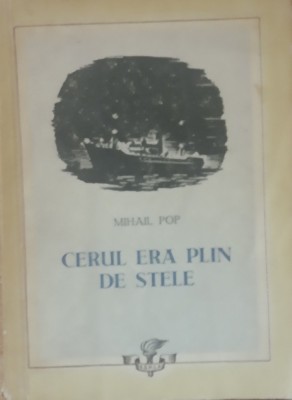 MIHAIL POP
CERUL ERA PLIN
DE STELE